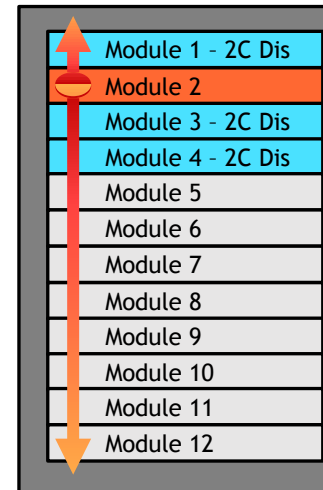 Module 1 – 2C Dis
Module 2
Module 3 – 2C Dis
Module 4 – 2C Dis
Module 5
Module 6
Module 7
Module 8
Module 9
Module 10
Module 11
Module 12